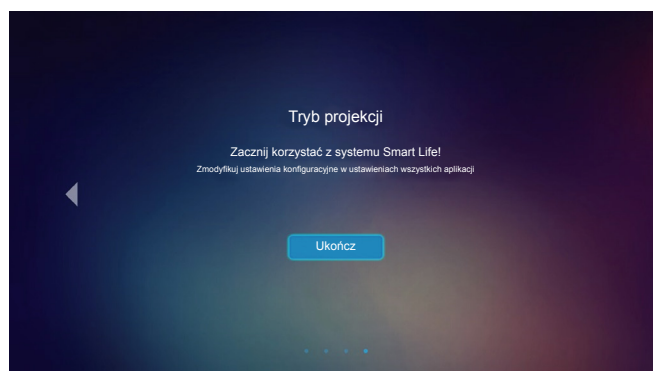 Tryb projekcji
Zacznij korzystać z systemu Smart Life!
Zmodyfikuj ustawienia konfiguracyjne w ustawieniach wszystkich aplikacji
Ukończ